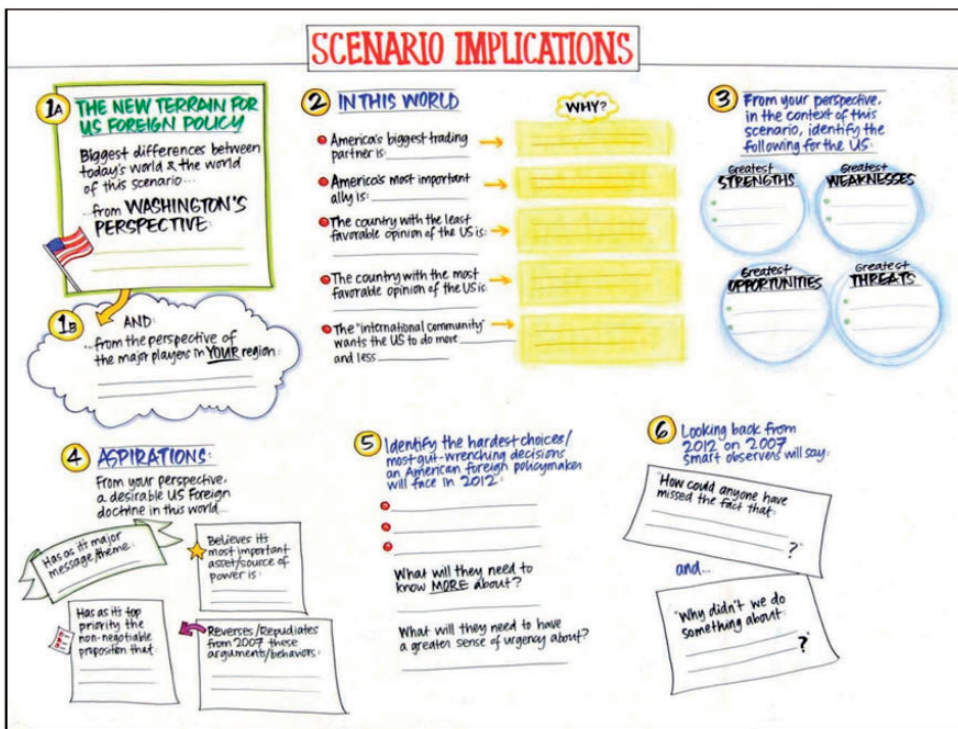 SCENARIO IMPLICATIONS
1A
THE NEW TERRAIN FOR
US FOREIGN POLICY
Biggest differences between
today's world & the world
of this scenario...
...from WASHINGTON'S
PERSPECTIVE:
1B
AND:
...from the perspective of
the major players in YOUR region:
2
IN THIS WORLD
WHY?
America's biggest trading
partner is:
America's most important
ally is:
The country with the least
favorable opinion of the US is:
The country with the most
favorable opinion of the US is:
The "international community"
wants the US to do more
and less
3
From your perspective,
in the context of this
scenario, identify the
following for the US:
Greatest
STRENGTHS
Greatest
WEAKNESSES
Greatest
OPPORTUNITIES
Greatest
THREATS
4
ASPIRATIONS:
From your perspective,
a desirable US Foreign
doctrine in this world...
Has as it's major
message/theme:
Believes it's
most important
asset/source of
power is:
Has as it's top
priority the
non-negotiable
proposition that:
Reverses/Repudiates
from 2007 these
arguments/behaviors:
5
Identify the hardest choices/
most gut-wrenching decisions
an American foreign policymaker
will face in 2012:
What will they need to
know MORE about?
What will they need to have
a greater sense of urgency about?
6
Looking back from
2012 on 2007
smart observers will say:
"How could anyone have
missed the fact that:
?"
and...
"Why didn't we do
something about:
?"